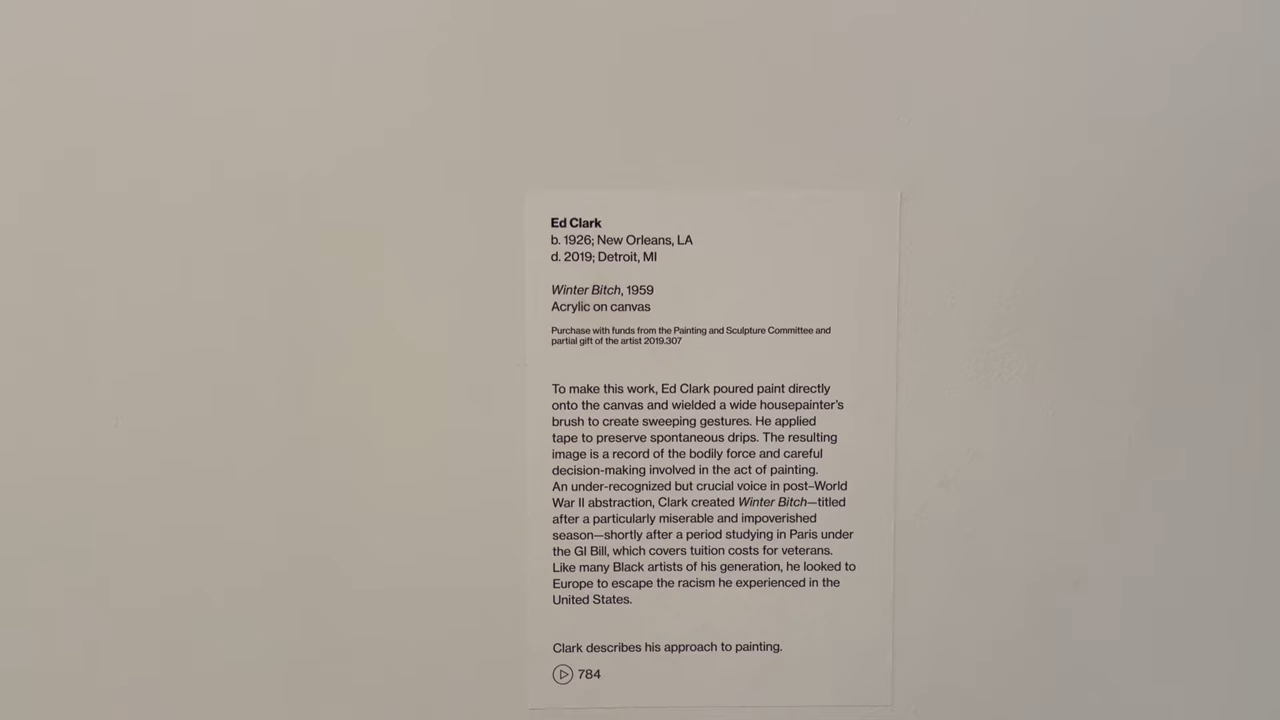 Ed Clark
b. 1926; New Orleans, LA
d. 2019; Detroit, MI
Winter Bitch, 1959
Acrylic on canvas
Purchase with funds from the Painting and Sculpture Committee and
partial gift of the artist 2019.307
To make this work, Ed Clark poured paint directly
onto the canvas and wielded a wide housepainter's
brush to create sweeping gestures. He applied
tape to preserve spontaneous drips. The resulting
image is a record of the bodily force and careful
decision-making involved in the act of painting.
An under-recognized but crucial voice in post–World
War II abstraction, Clark created Winter Bitch—titled
after a particularly miserable and impoverished
season—shortly after a period studying in Paris under
the GI Bill, which covers tuition costs for veterans.
Like many Black artists of his generation, he looked to
Europe to escape the racism he experienced in the
United States.
Clark describes his approach to painting.
784